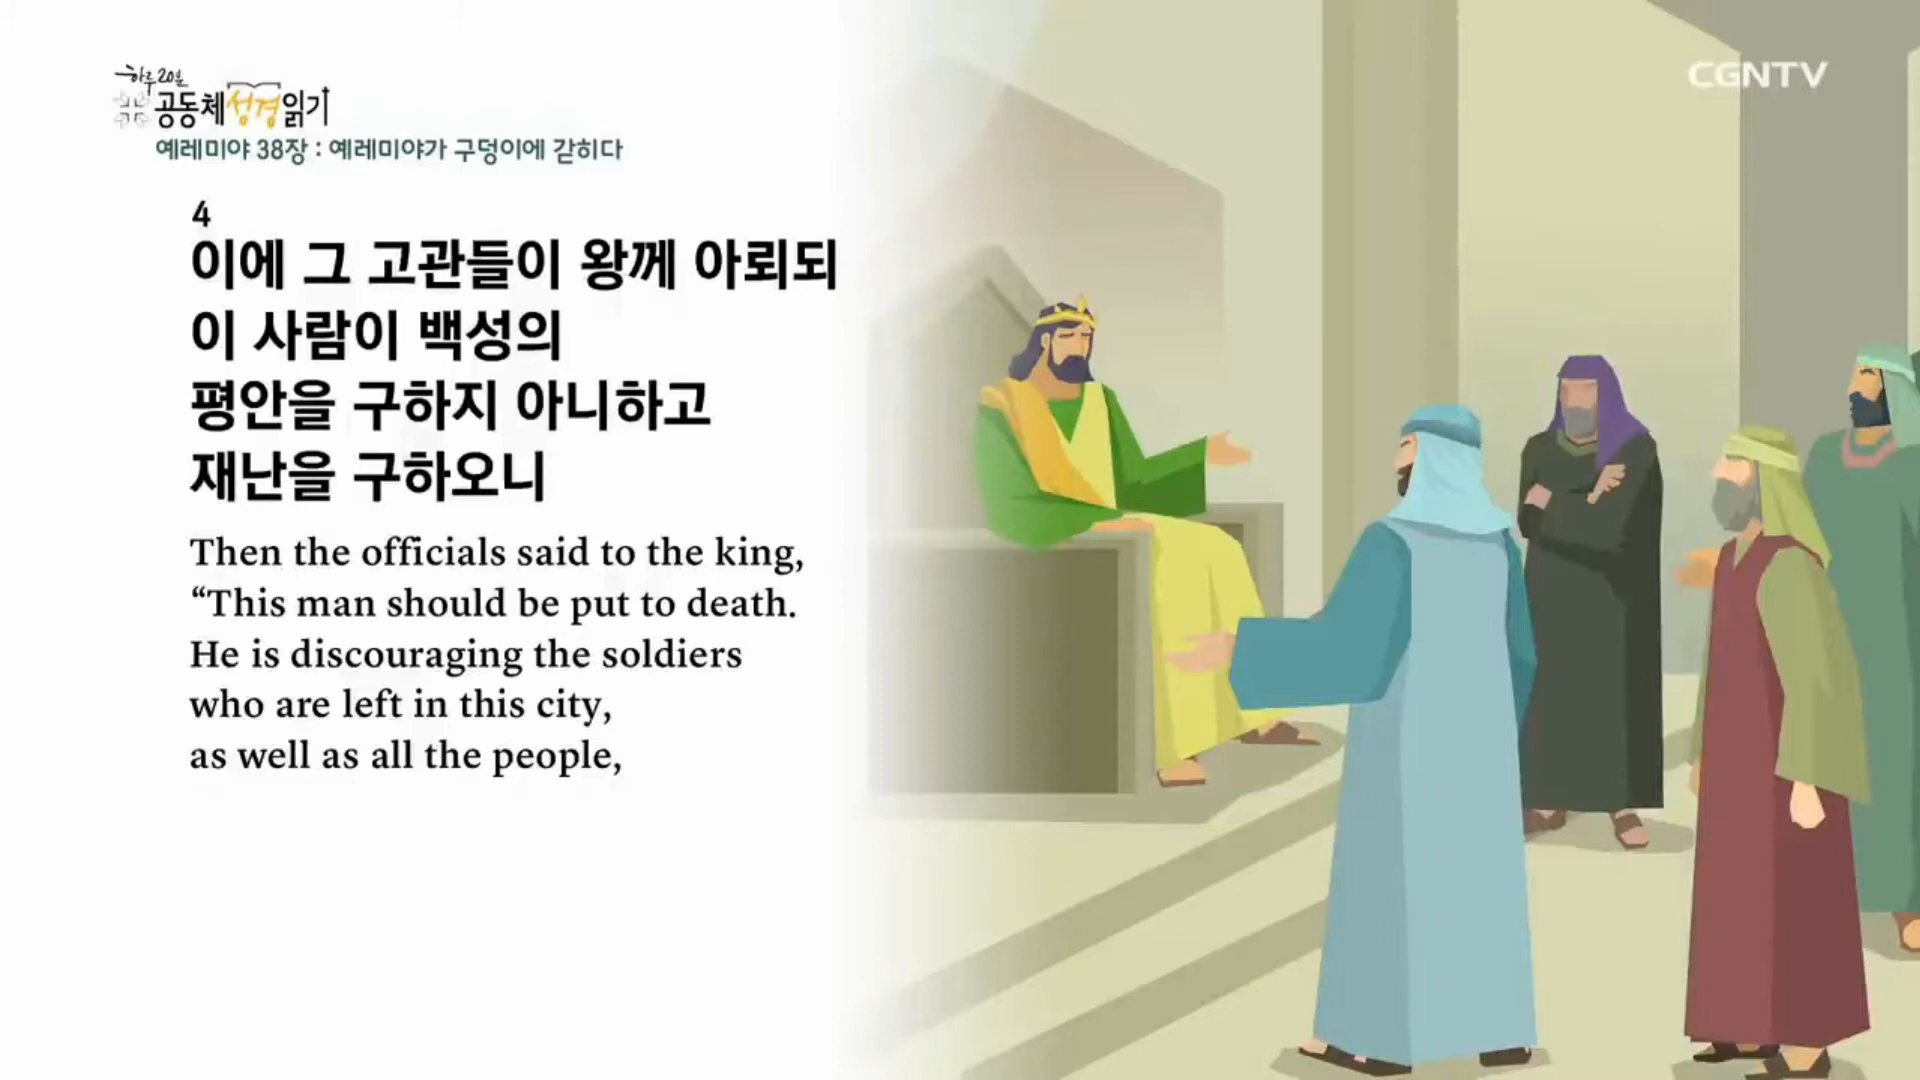 하루 20분
공동체성경읽기
CGNTV
예레미야 38장 : 예레미야가 구덩이에 갇히다
4
이에 그 고관들이 왕께 아뢰되
이 사람이 백성의
평안을 구하지 아니하고
재난을 구하오니
Then the officials said to the king,
“This man should be put to death.
He is discouraging the soldiers
who are left in this city,
as well as all the people,